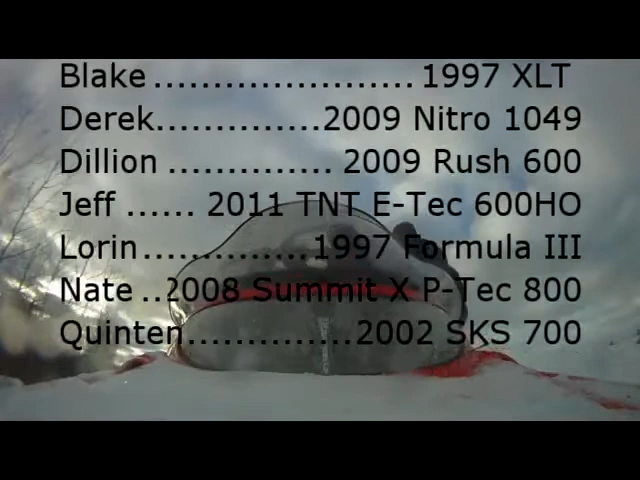 Blake ...................... 1997 XLT
Derek..............2009 Nitro 1049
Dillion .............. 2009 Rush 600
Jeff ...... 2011 TNT E-Tec 600HO
Lorin..............1997 Formula III
Nate ..2008 Summit X P-Tec 800
Quinten..............2002 SKS 700